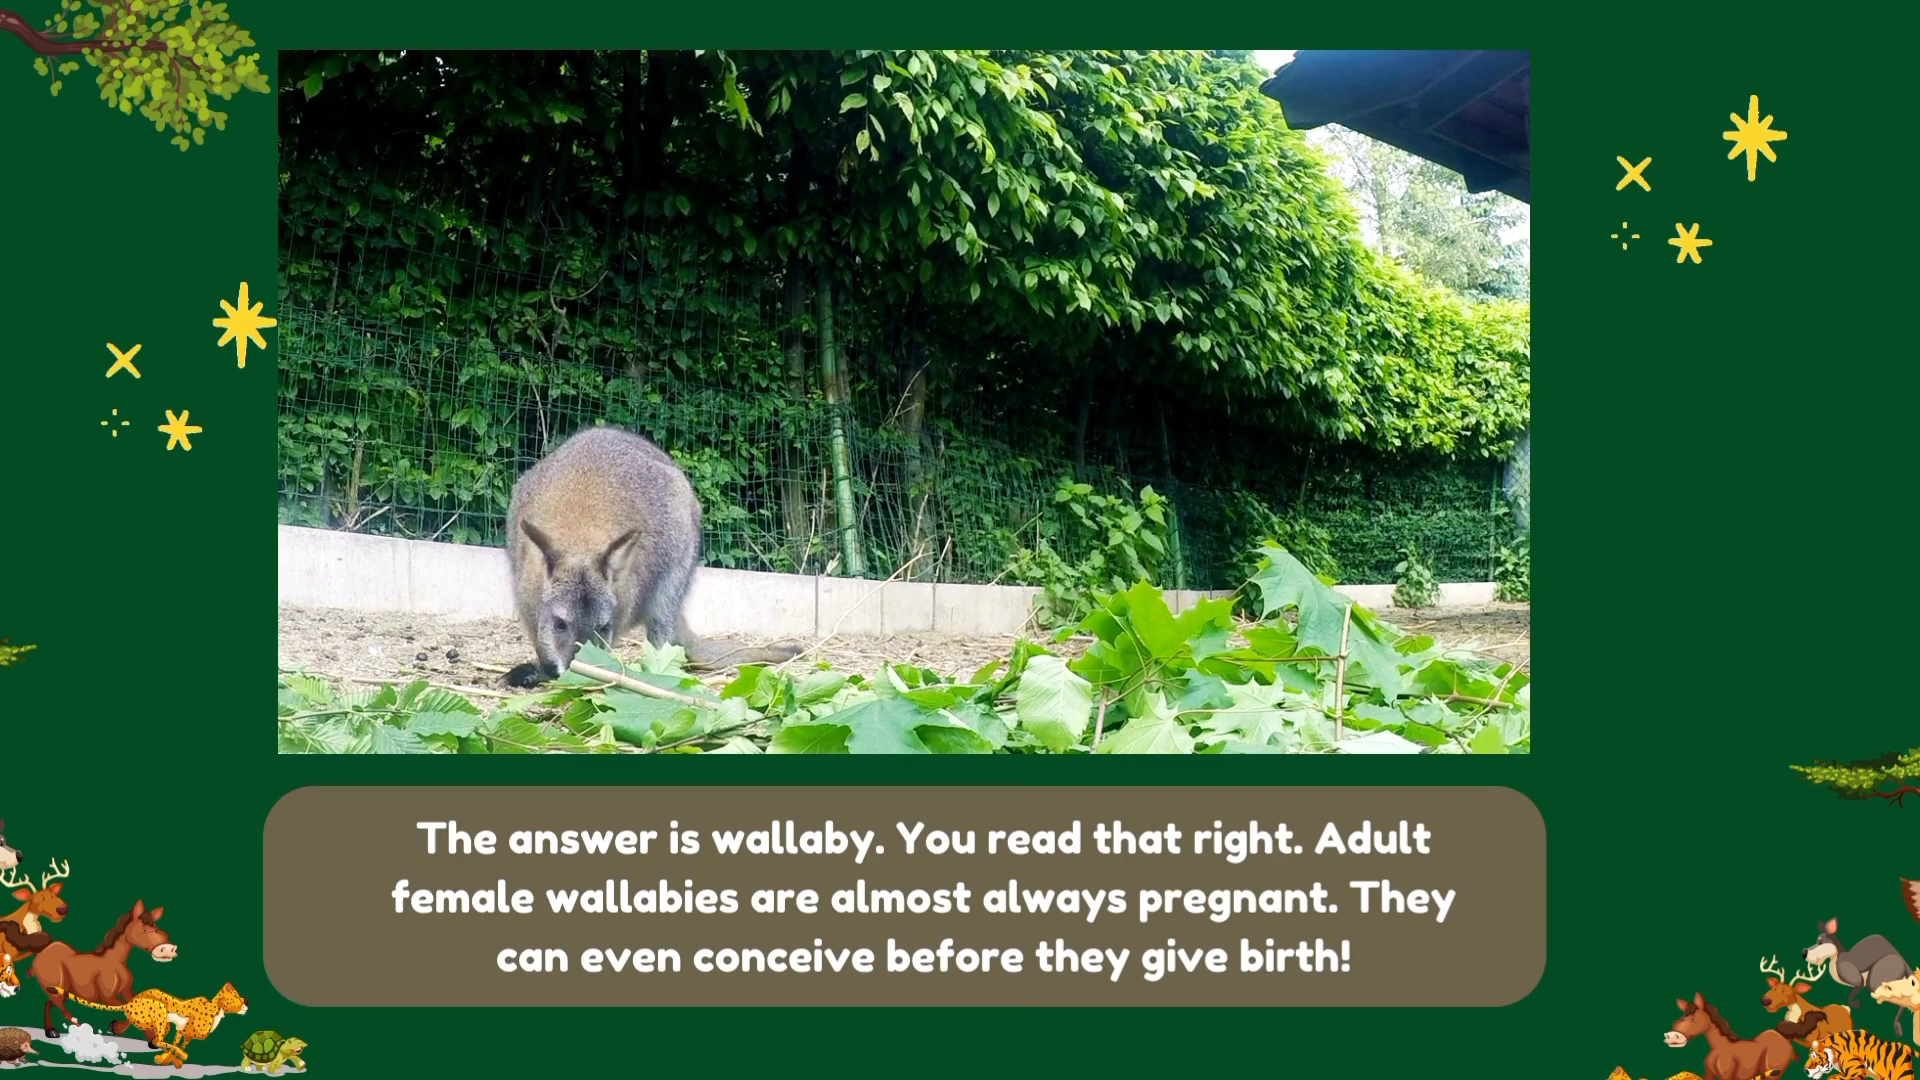 The answer is wallaby. You read that right. Adult
female wallabies are almost always pregnant. They
can even conceive before they give birth!